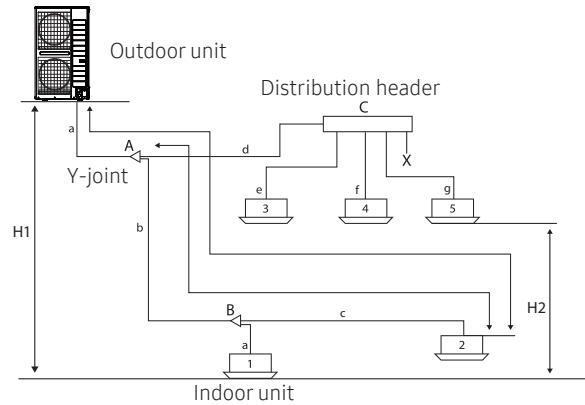 Outdoor unit
Distribution header
C
a
A
d
X
Y-joint
e
f
g
3
4
5
H1
b
H2
B
c
a
2
1
Indoor unit